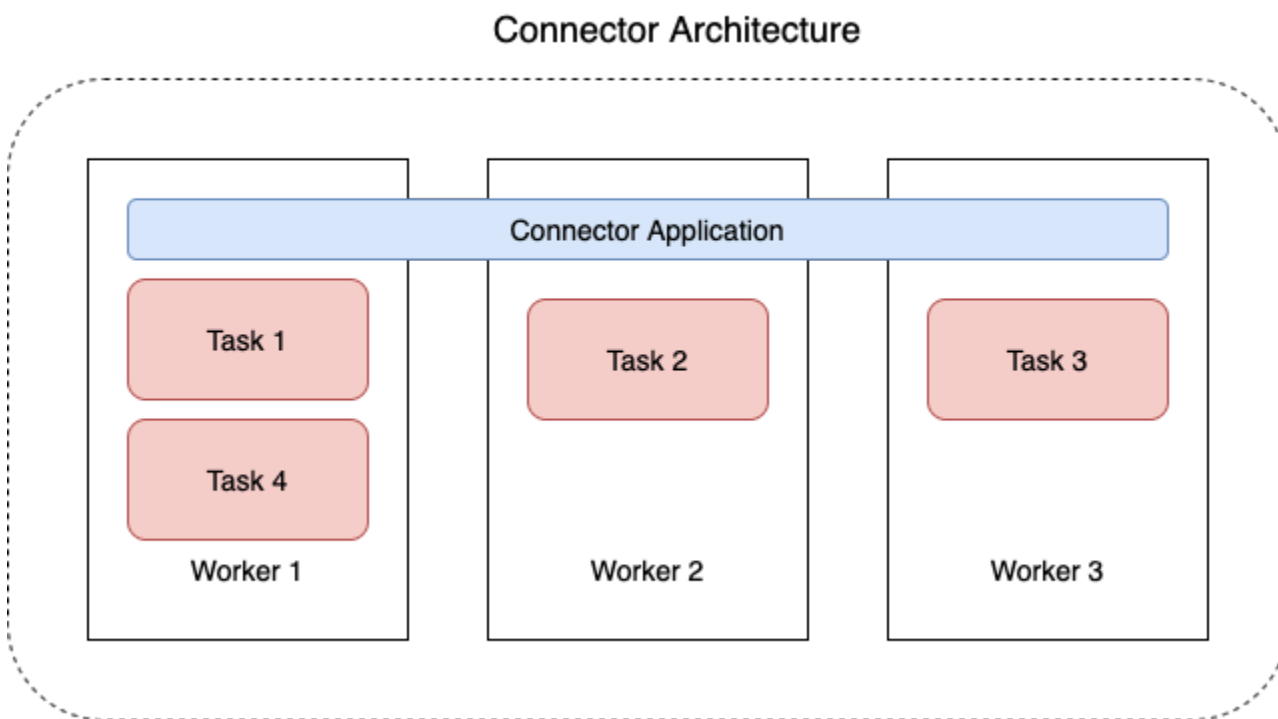 Connector Architecture
Connector Application
Task 1
Task 2
Task 3
Task 4
Worker 1
Worker 2
Worker 3